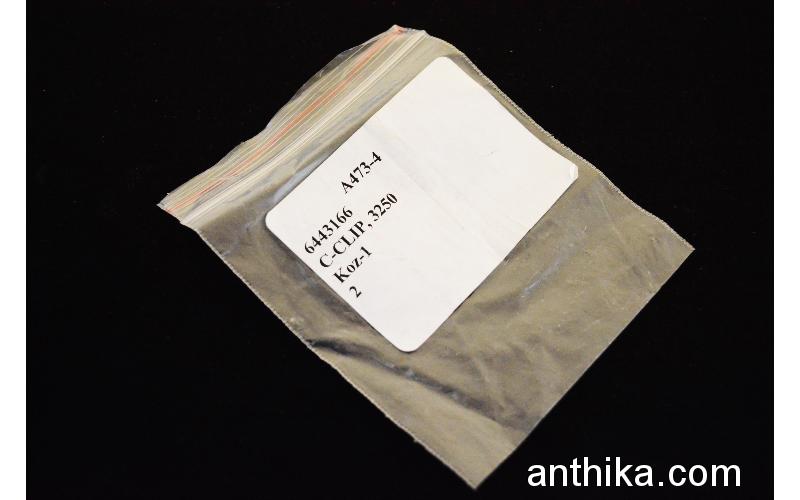 A473-4
6443166
C-CLIP, 3250
Koz-1
2
anthika.com